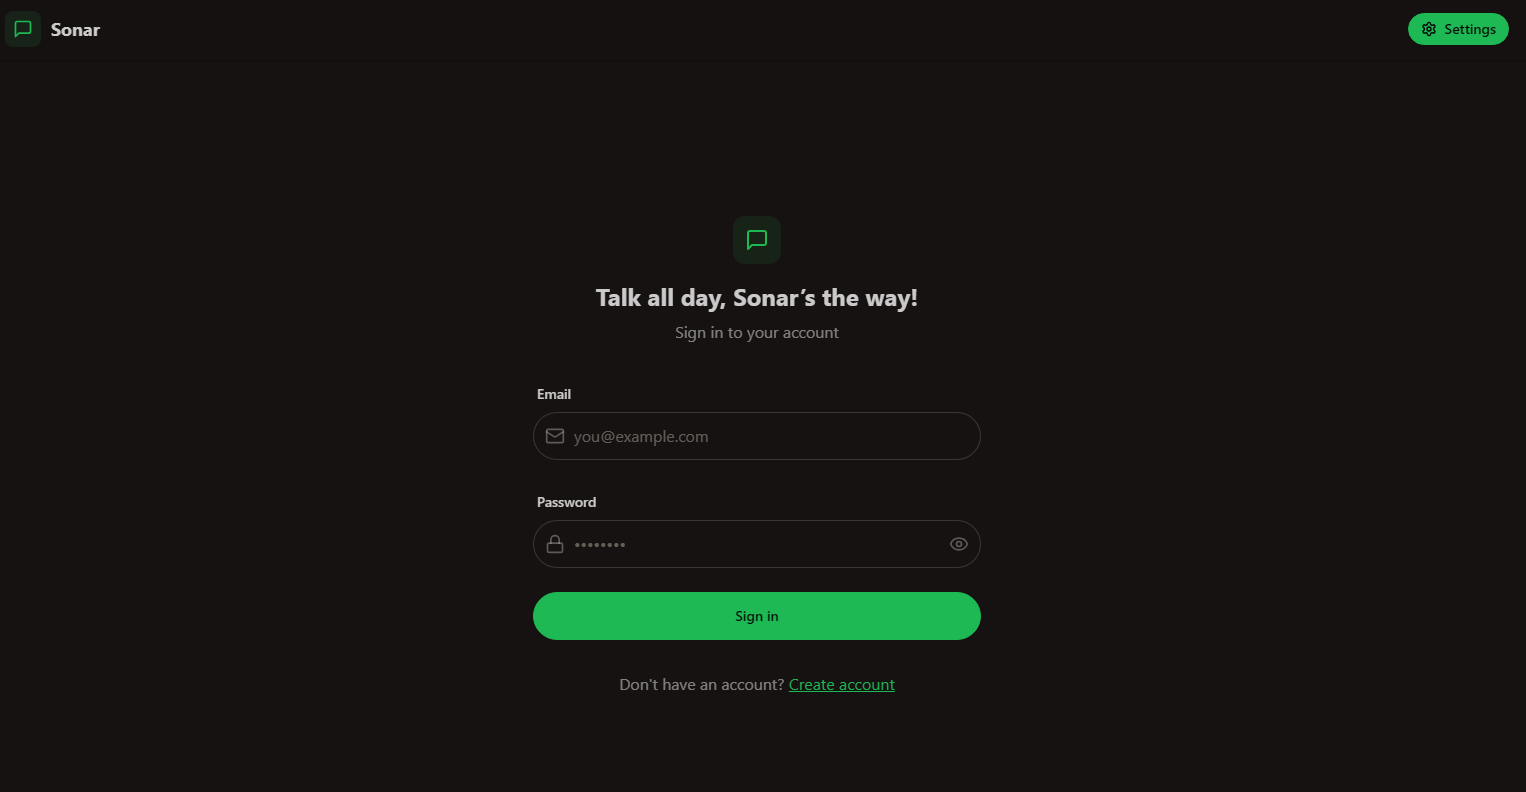 Sonar
Settings
Talk all day, Sonar’s the way!
Sign in to your account
Email
you@example.com
Password
••••••••
Sign in
Don't have an account? Create account